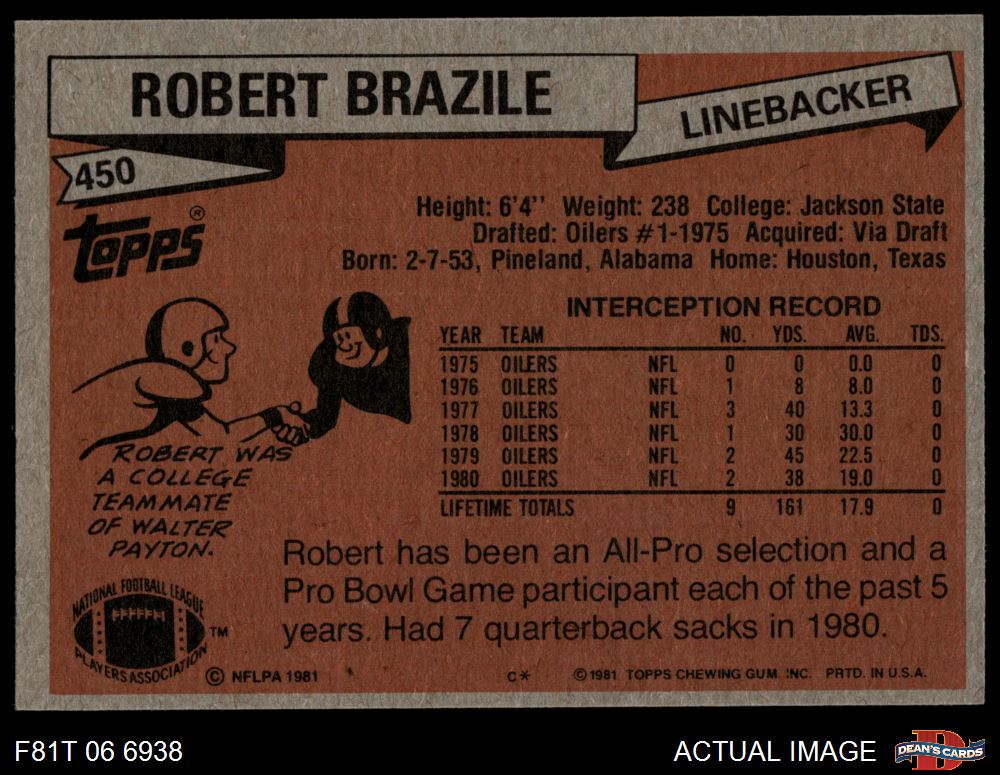 ROBERT BRAZILE
LINEBACKER
450
TOPPS®
Height: 6'4'' Weight: 238 College: Jackson State
Drafted: Oilers #1-1975 Acquired: Via Draft
Born: 2-7-53, Pineland, Alabama Home: Houston, Texas
INTERCEPTION RECORD
YEAR TEAM NO. YDS. AVG. TDS.
1975 OILERS NFL 0 0 0.0 0
1976 OILERS NFL 1 8 8.0 0
1977 OILERS NFL 3 40 13.3 0
1978 OILERS NFL 1 30 30.0 0
1979 OILERS NFL 2 45 22.5 0
1980 OILERS NFL 2 38 19.0 0
LIFETIME TOTALS 9 161 17.9 0
ROBERT WAS
A COLLEGE
TEAMMATE
OF WALTER
PAYTON.
Robert has been an All-Pro selection and a
Pro Bowl Game participant each of the past 5
years. Had 7 quarterback sacks in 1980.
NATIONAL FOOTBALL LEAGUE
PLAYERS ASSOCIATION
TM
© NFLPA 1981
C*
© 1981 TOPPS CHEWING GUM. INC. PRTD. IN U.S.A.
F81T 06 6938
ACTUAL IMAGE
D
DEAN'S CARDS